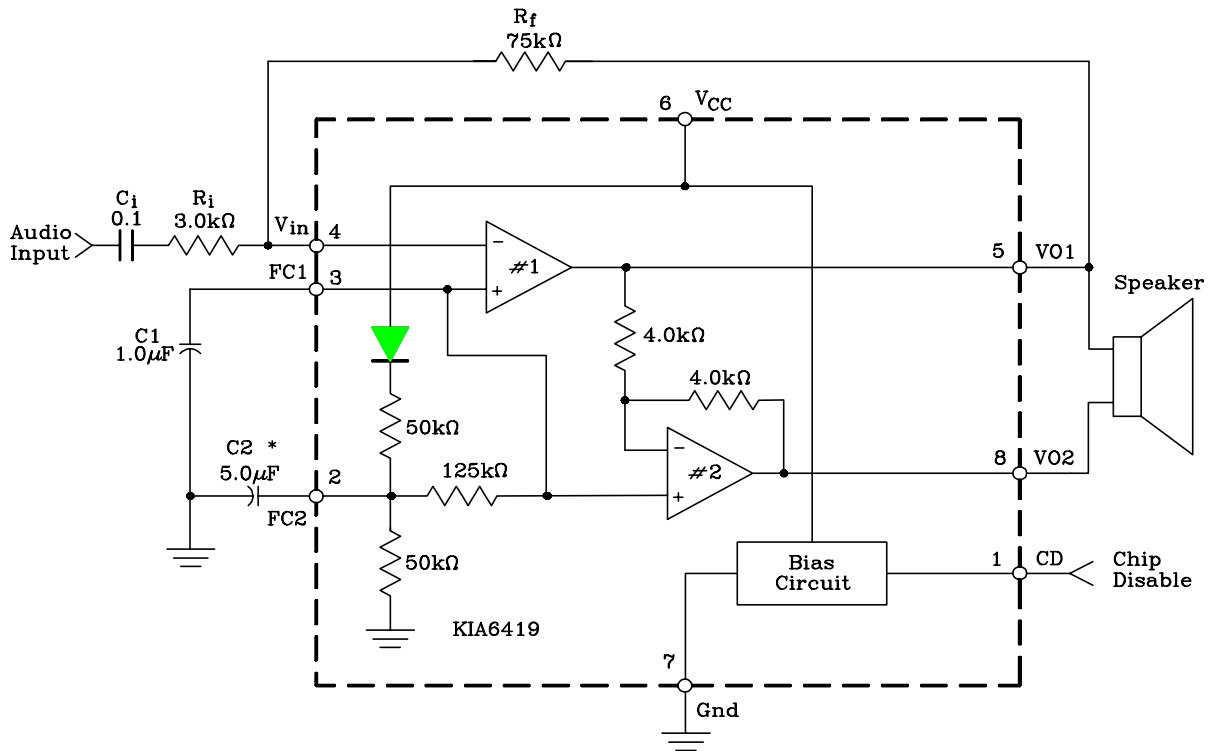 Rf
75kΩ
6
VCC
Ci
0.1
Ri
3.0kΩ
Audio
Input
Vin
4
#1
−
+
5
VO1
FC1
3
Speaker
C1
1.0μF
4.0kΩ
4.0kΩ
50kΩ
C2 *
5.0μF
2
FC2
125kΩ
−
+
#2
8
VO2
50kΩ
Bias
Circuit
1
CD
Chip
Disable
KIA6419
7
Gnd